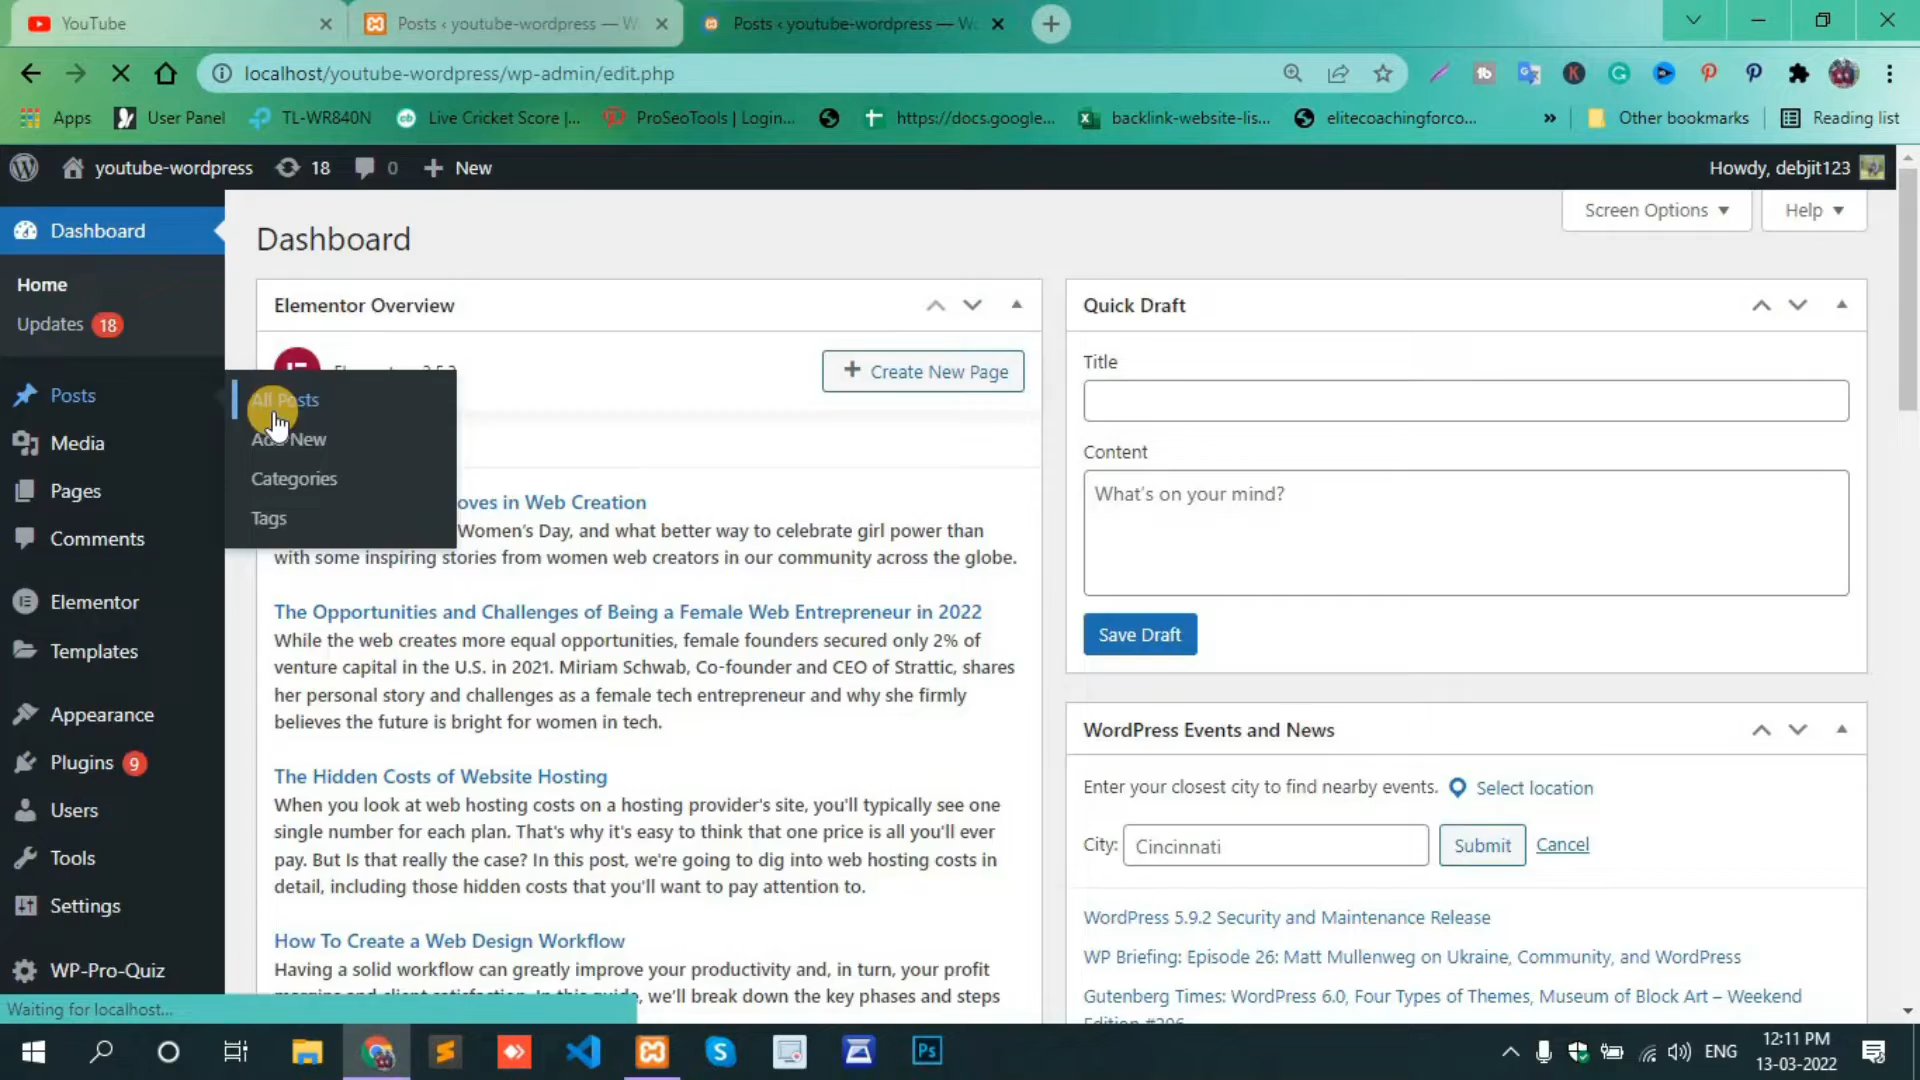 YouTube
Posts ‹ youtube-wordpress — W
Posts ‹ youtube-wordpress — Wo
localhost/youtube-wordpress/wp-admin/edit.php
Apps
User Panel
TL-WR840N
Live Cricket Score |...
ProSeoTools | Login...
https://docs.google...
backlink-website-lis...
elitecoachingforco...
»
Other bookmarks
Reading list
youtube-wordpress
18
0
New
Howdy, debjit123
Dashboard
Home
Updates 18
Posts
Media
Pages
Comments
Elementor
Templates
Appearance
Plugins 9
Users
Tools
Settings
WP-Pro-Quiz
All Posts
Add New
Categories
Tags
Dashboard
Screen Options
Help
Elementor Overview
Create New Page
oves in Web Creation
Women's Day, and what better way to celebrate girl power than
with some inspiring stories from women web creators in our community across the globe.
The Opportunities and Challenges of Being a Female Web Entrepreneur in 2022
While the web creates more equal opportunities, female founders secured only 2% of
venture capital in the U.S. in 2021. Miriam Schwab, Co-founder and CEO of Strattic, shares
her personal story and challenges as a female tech entrepreneur and why she firmly
believes the future is bright for women in tech.
The Hidden Costs of Website Hosting
When you look at web hosting costs on a hosting provider's site, you'll typically see one
single number for each plan. That's why it's easy to think that one price is all you'll ever
pay. But Is that really the case? In this post, we're going to dig into web hosting costs in
detail, including those hidden costs that you'll want to pay attention to.
How To Create a Web Design Workflow
Having a solid workflow can greatly improve your productivity and, in turn, your profit
we'll break down the key phases and steps
Quick Draft
Title
Content
What's on your mind?
Save Draft
WordPress Events and News
Enter your closest city to find nearby events. Select location
City: Cincinnati Submit Cancel
WordPress 5.9.2 Security and Maintenance Release
WP Briefing: Episode 26: Matt Mullenweg on Ukraine, Community, and WordPress
Gutenberg Times: WordPress 6.0, Four Types of Themes, Museum of Block Art – Weekend
Waiting for localhost...
Ps
ENG
12:11 PM
13-03-2022